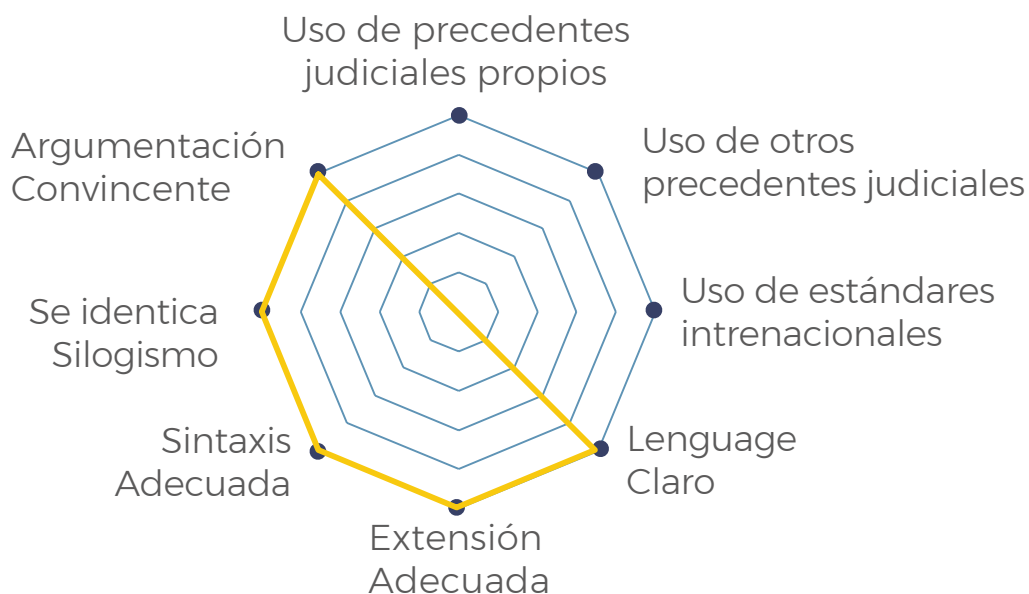 Uso de precedentes
judiciales propios
Uso de otros
precedentes judiciales
Uso de estándares
intrenacionales
Lenguage
Claro
Extensión
Adecuada
Sintaxis
Adecuada
Se identica
Silogismo
Argumentación
Convincente